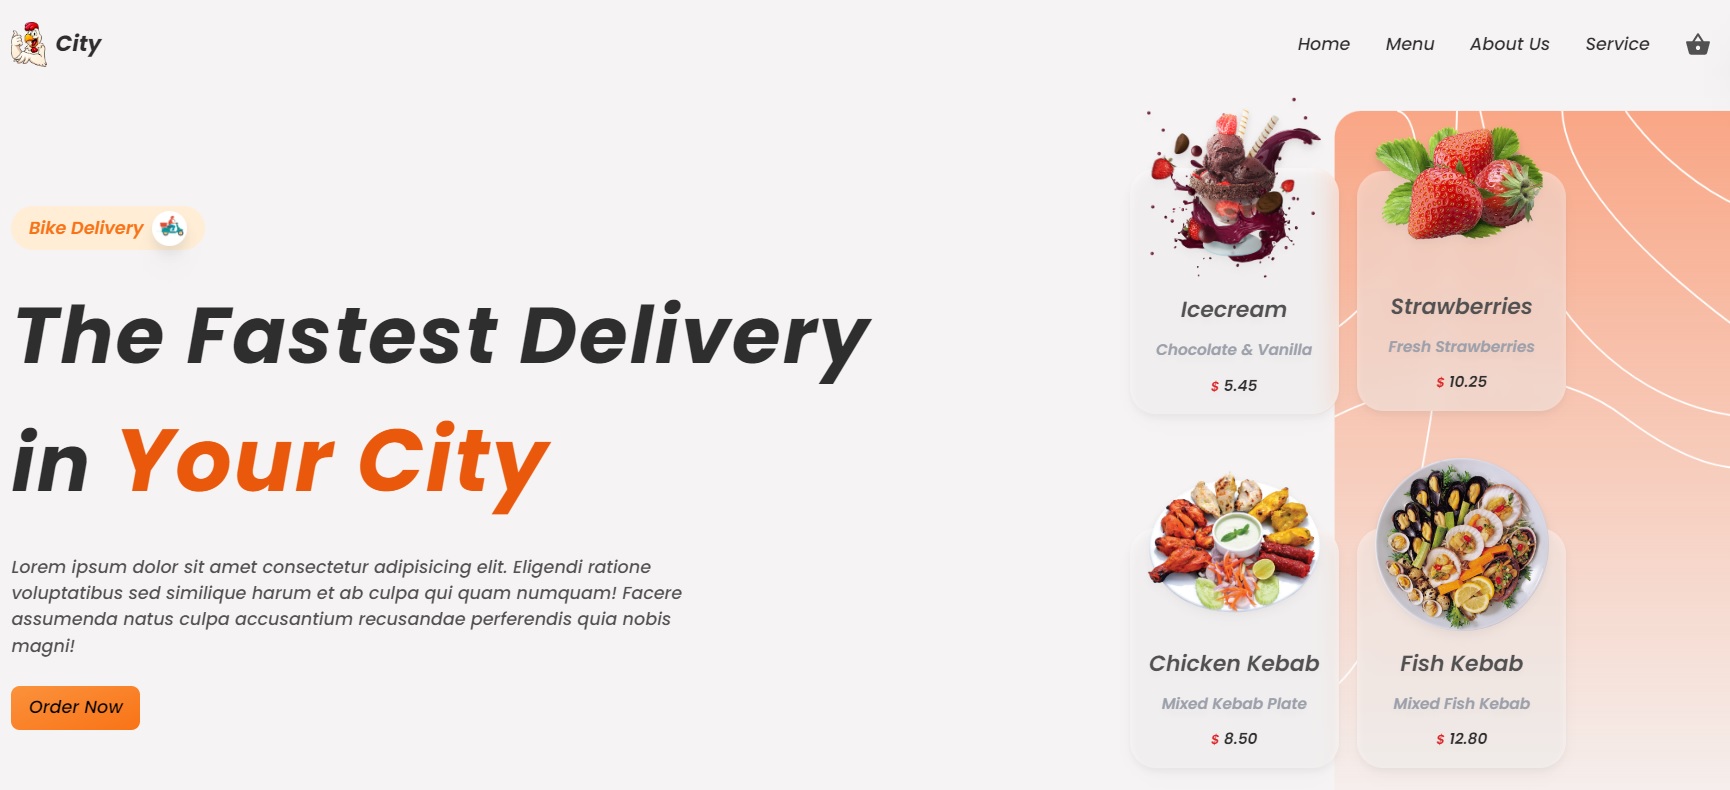 City
Home
Menu
About Us
Service
Bike Delivery
The Fastest Delivery
in Your City
Lorem ipsum dolor sit amet consectetur adipisicing elit. Eligendi ratione
voluptatibus sed similique harum et ab culpa qui quam numquam! Facere
assumenda natus culpa accusantium recusandae perferendis quia nobis
magni!
Order Now
Icecream
Chocolate & Vanilla
$ 5.45
Strawberries
Fresh Strawberries
$ 10.25
Chicken Kebab
Mixed Kebab Plate
$ 8.50
Fish Kebab
Mixed Fish Kebab
$ 12.80